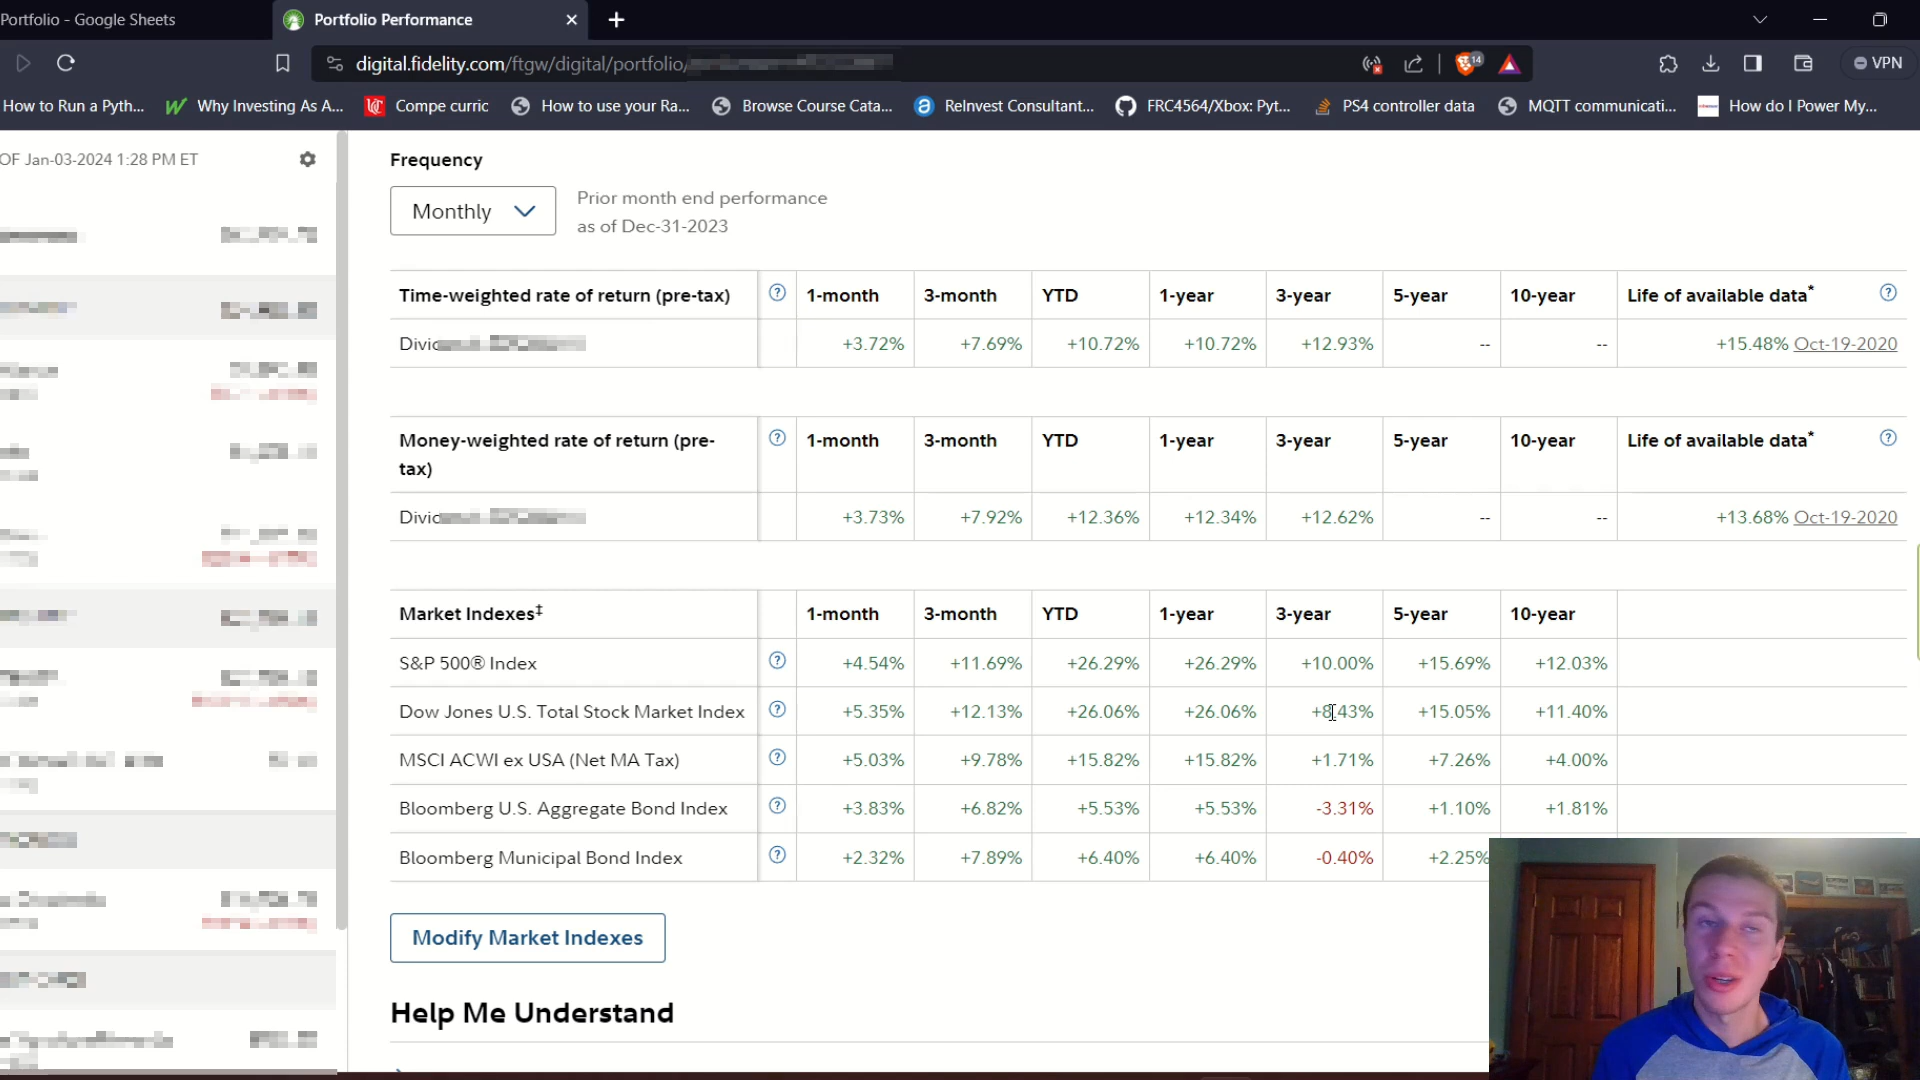 Portfolio - Google Sheets
Portfolio Performance
digital.fidelity.com/ftgw/digital/portfolio/
14
VPN
How to Run a Pyth...
Why Investing As A...
Compe curric
How to use your Ra...
Browse Course Cata...
ReInvest Consultant...
FRC4564/Xbox: Pyt...
PS4 controller data
MQTT communicati...
How do I Power My...
OF Jan-03-2024 1:28 PM ET
Frequency
Monthly
Prior month end performance
as of Dec-31-2023
Time-weighted rate of return (pre-tax) 1-month 3-month YTD 1-year 3-year 5-year 10-year Life of available data*
Divid +3.72% +7.69% +10.72% +10.72% +12.93% -- -- +15.48% Oct-19-2020
Money-weighted rate of return (pre-
tax)
1-month 3-month YTD 1-year 3-year 5-year 10-year Life of available data*
Divid +3.73% +7.92% +12.36% +12.34% +12.62% -- -- +13.68% Oct-19-2020
Market Indexes‡ 1-month 3-month YTD 1-year 3-year 5-year 10-year
S&P 500® Index +4.54% +11.69% +26.29% +26.29% +10.00% +15.69% +12.03%
Dow Jones U.S. Total Stock Market Index +5.35% +12.13% +26.06% +26.06% +8.43% +15.05% +11.40%
MSCI ACWI ex USA (Net MA Tax) +5.03% +9.78% +15.82% +15.82% +1.71% +7.26% +4.00%
Bloomberg U.S. Aggregate Bond Index +3.83% +6.82% +5.53% +5.53% -3.31% +1.10% +1.81%
Bloomberg Municipal Bond Index +2.32% +7.89% +6.40% +6.40% -0.40% +2.25%
Modify Market Indexes
Help Me Understand